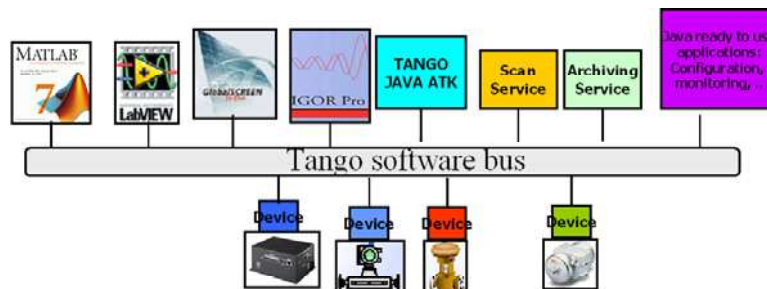 MATLAB
7
LabVIEW
GLOBALSCREEN
IGOR Pro
TANGO
JAVA ATK
Scan
Service
Archiving
Service
Java ready to us
applications:
Configuration,
monitoring,..
Tango software bus
Device
Device
Device
Device